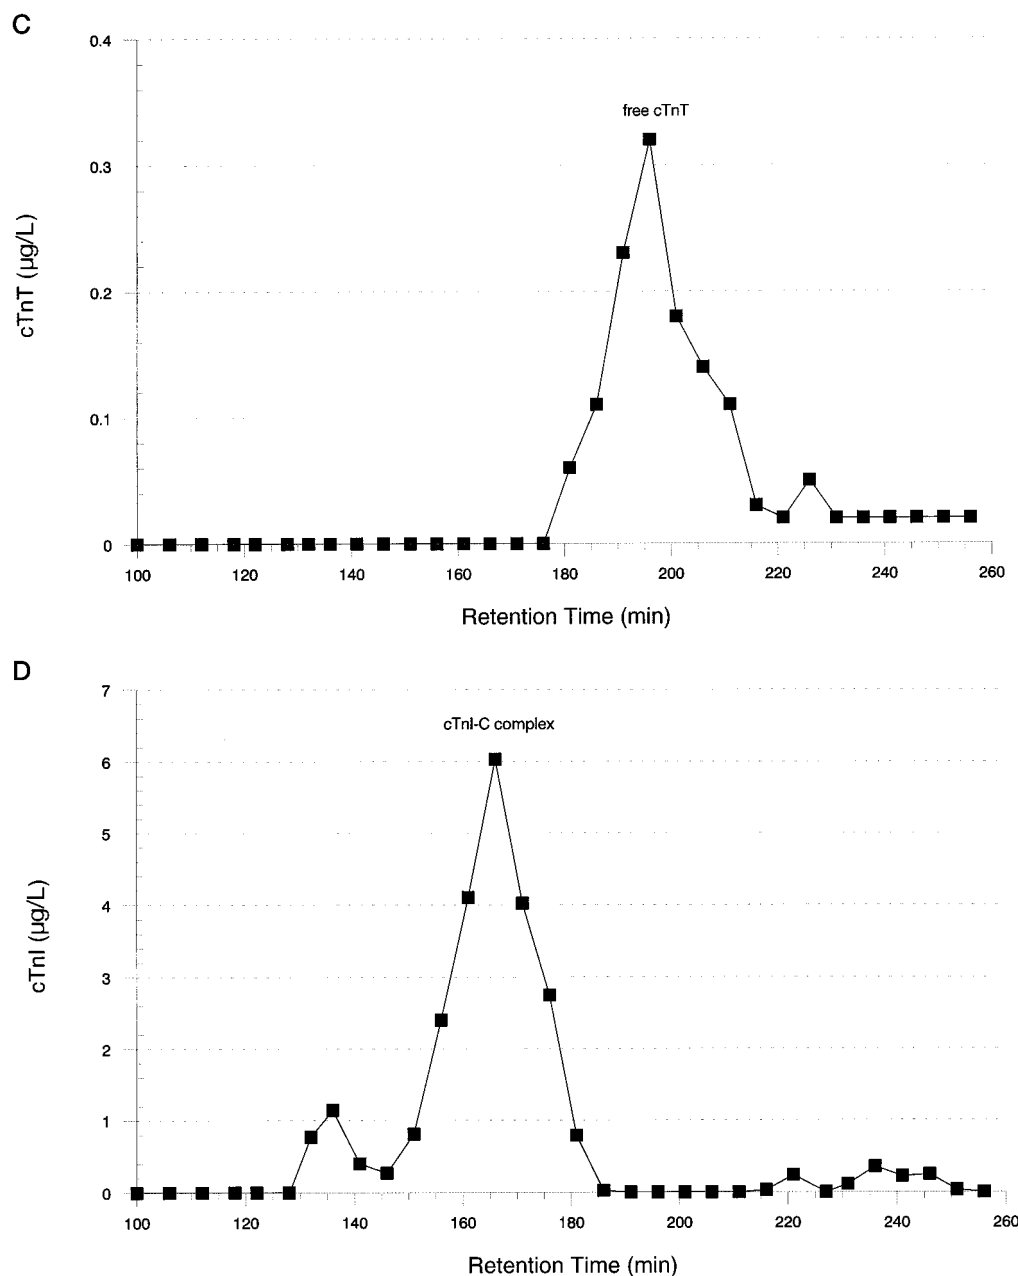 C
0.4
free cTnT
0.3
cTnT (µg/L)
0.2
0.1
0
100 120 140 160 180 200 220 240 260
Retention Time (min)
D
7
cTnI-C complex
6
5
cTnI (µg/L)
4
3
2
1
0
100 120 140 160 180 200 220 240 260
Retention Time (min)